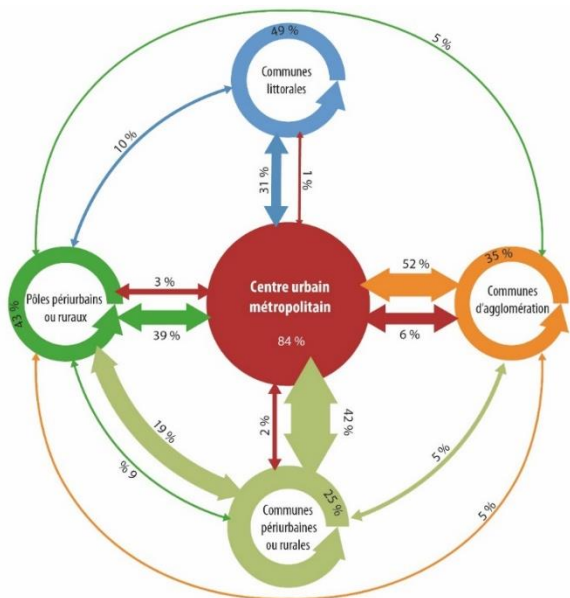 49 %
5 %
Communes
littorales
10 %
31 %
1 %
Pôles périurbains
ou ruraux
43 %
3 %
39 %
Centre urbain
métropolitain
84 %
52 %
6 %
35 %
Communes
d'agglomération
19 %
9 %
2 %
42 %
5 %
25 %
Communes
périurbaines
ou rurales
5 %